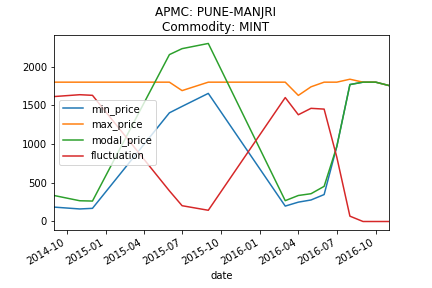 APMC: PUNE-MANJRI
Commodity: MINT
2000
1500
1000
500
0
min_price
max_price
modal_price
fluctuation
2014-10
2015-01
2015-04
2015-07
2015-10
2016-01
2016-04
2016-07
2016-10
date